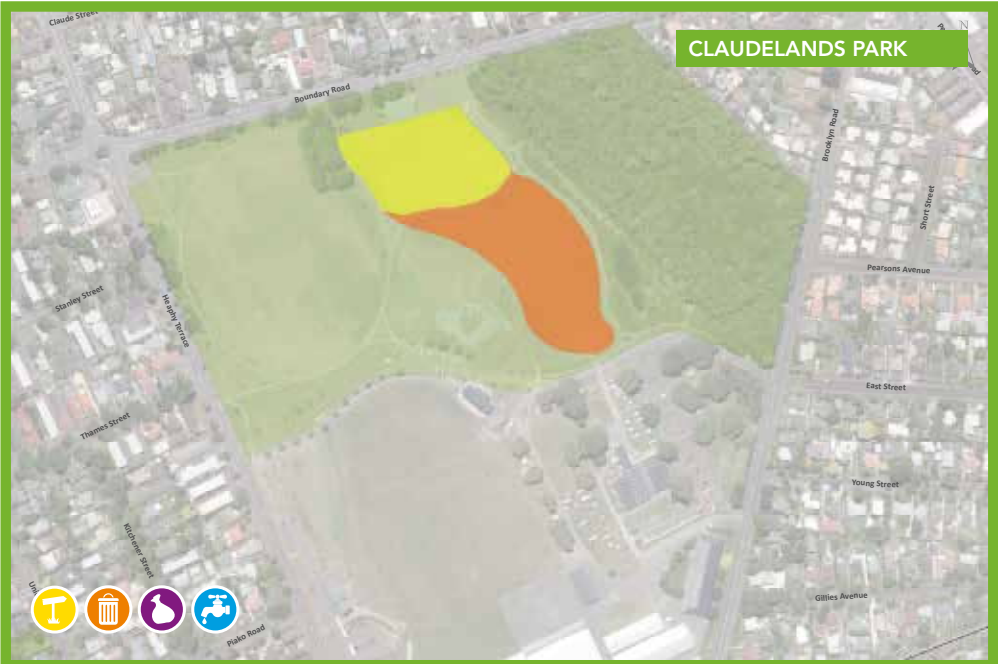 Claude Street
N
CLAUDELANDS PARK
Boundary Road
Brooklyn Road
Short Street
Pearsons Avenue
Stanley Street
Heaphy Terrace
East Street
Thames Street
Young Street
Kitchener Street
Gillies Avenue
Piako Road